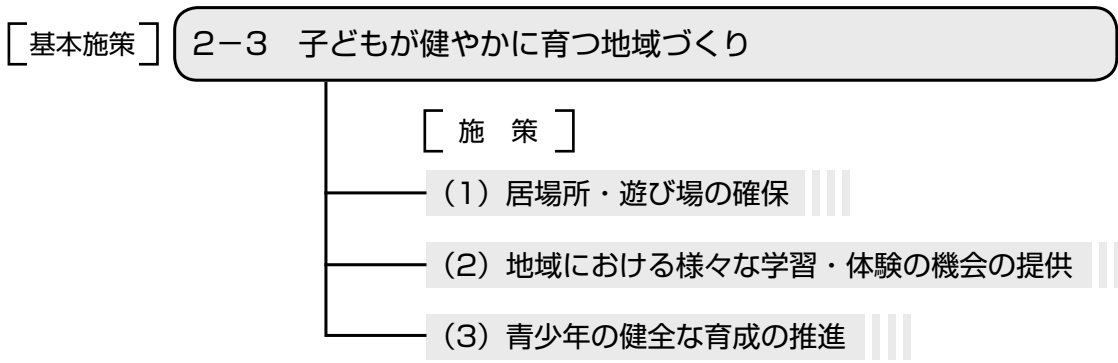 基本施策
2－3　子どもが健やかに育つ地域づくり
施　策
（1）居場所・遊び場の確保
（2）地域における様々な学習・体験の機会の提供
（3）青少年の健全な育成の推進